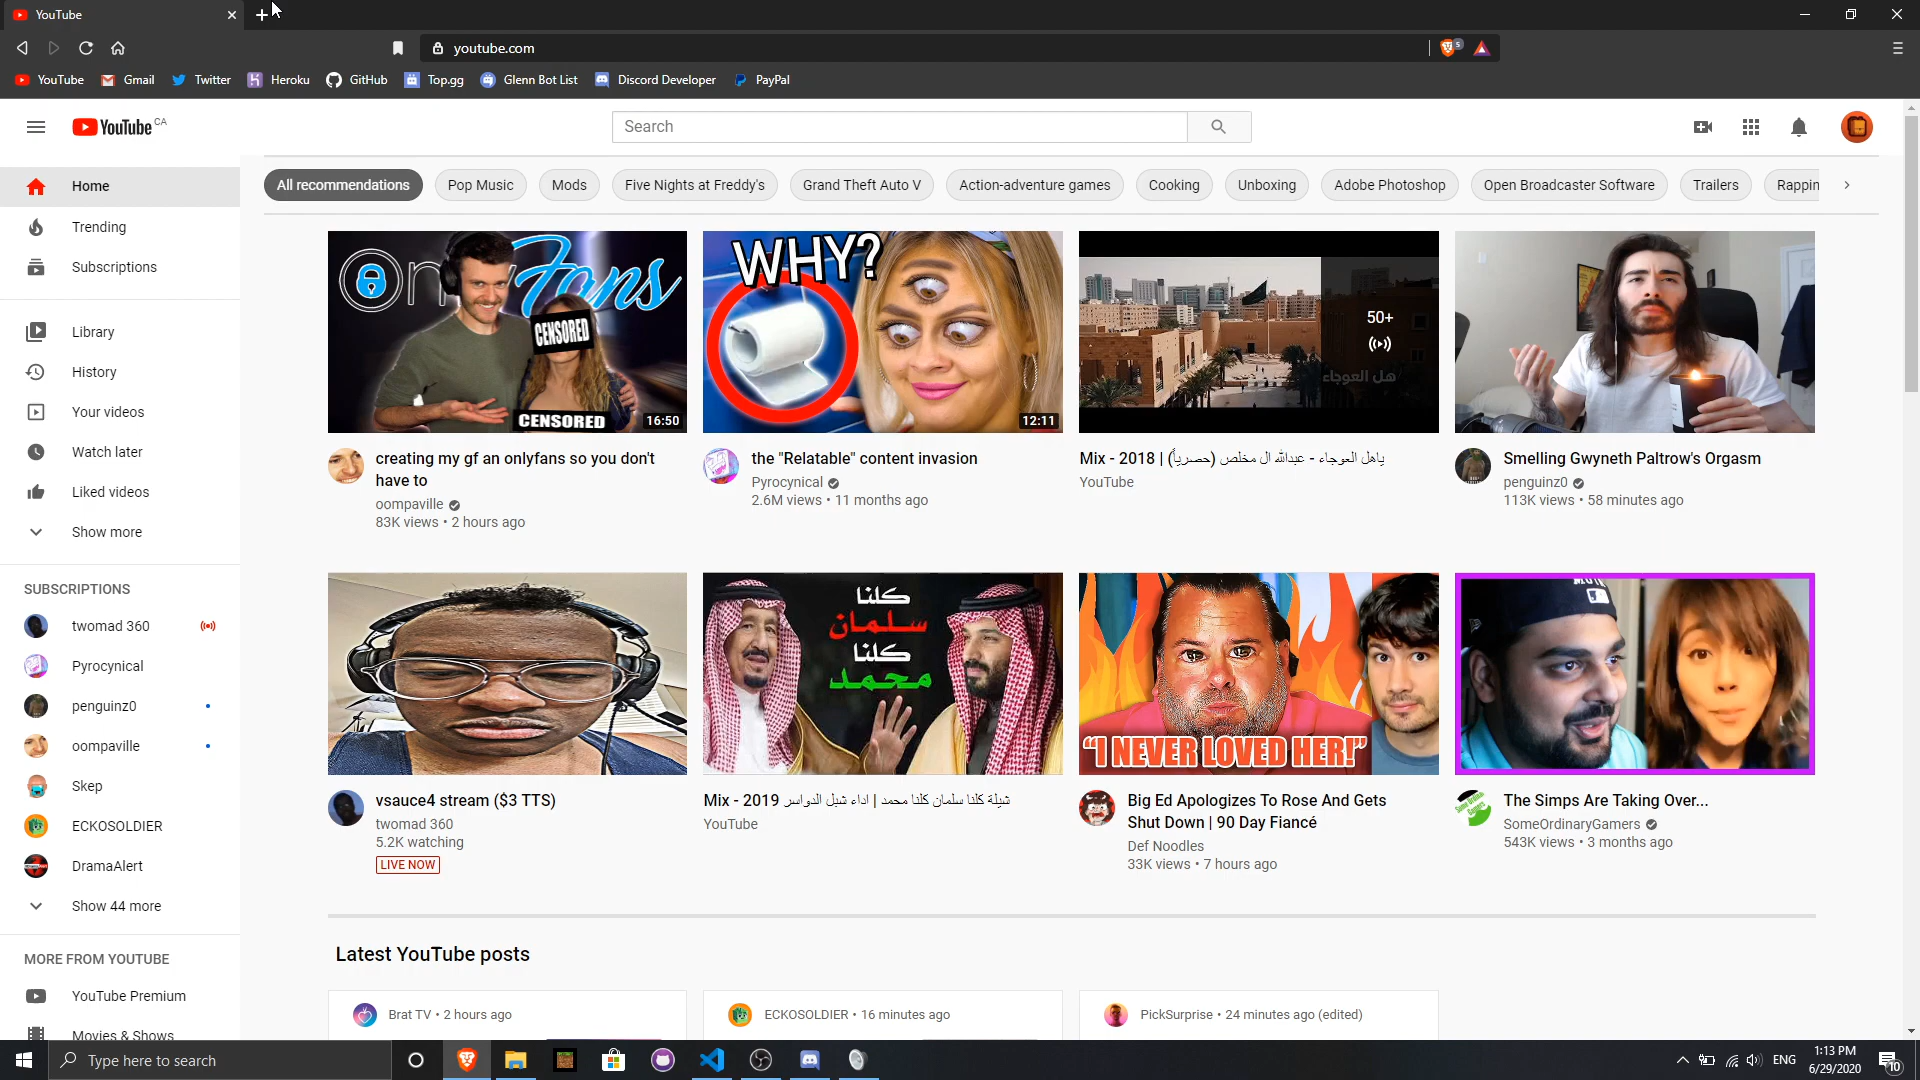 YouTube
youtube.com
5
YouTube
Gmail
Twitter
Heroku
GitHub
Top.gg
Glenn Bot List
Discord Developer
PayPal
YouTube CA
Search
Home
Trending
Subscriptions
Library
History
Your videos
Watch later
Liked videos
Show more
SUBSCRIPTIONS
twomad 360
Pyrocynical
penguinz0
oompaville
Skep
ECKOSOLDIER
DramaAlert
Show 44 more
MORE FROM YOUTUBE
YouTube Premium
Movies & Shows
All recommendations
Pop Music
Mods
Five Nights at Freddy's
Grand Theft Auto V
Action-adventure games
Cooking
Unboxing
Adobe Photoshop
Open Broadcaster Software
Trailers
Rappin
OnlyFans
CENSORED
CENSORED
16:50
creating my gf an onlyfans so you don't
have to
oompaville
83K views • 2 hours ago
WHY?
12:11
the "Relatable" content invasion
Pyrocynical
2.6M views • 11 months ago
50+
هل العوجاء
Mix - 2018 | (حصرياً) ياهل العوجاء - عبدالله ال مخلص
YouTube
Smelling Gwyneth Paltrow's Orgasm
penguinz0
113K views • 58 minutes ago
vsauce4 stream ($3 TTS)
twomad 360
5.2K watching
LIVE NOW
كلنا
سلمان
كلنا
محمد
Mix - 2019 شيلة كلنا سلمان كلنا محمد | اداء شبل الدواسر
YouTube
"I NEVER LOVED HER!"
Big Ed Apologizes To Rose And Gets
Shut Down | 90 Day Fiancé
Def Noodles
33K views • 7 hours ago
The Simps Are Taking Over...
SomeOrdinaryGamers
543K views • 3 months ago
Latest YouTube posts
Brat TV • 2 hours ago
ECKOSOLDIER • 16 minutes ago
PickSurprise • 24 minutes ago (edited)
Type here to search
ENG
1:13 PM
6/29/2020
10